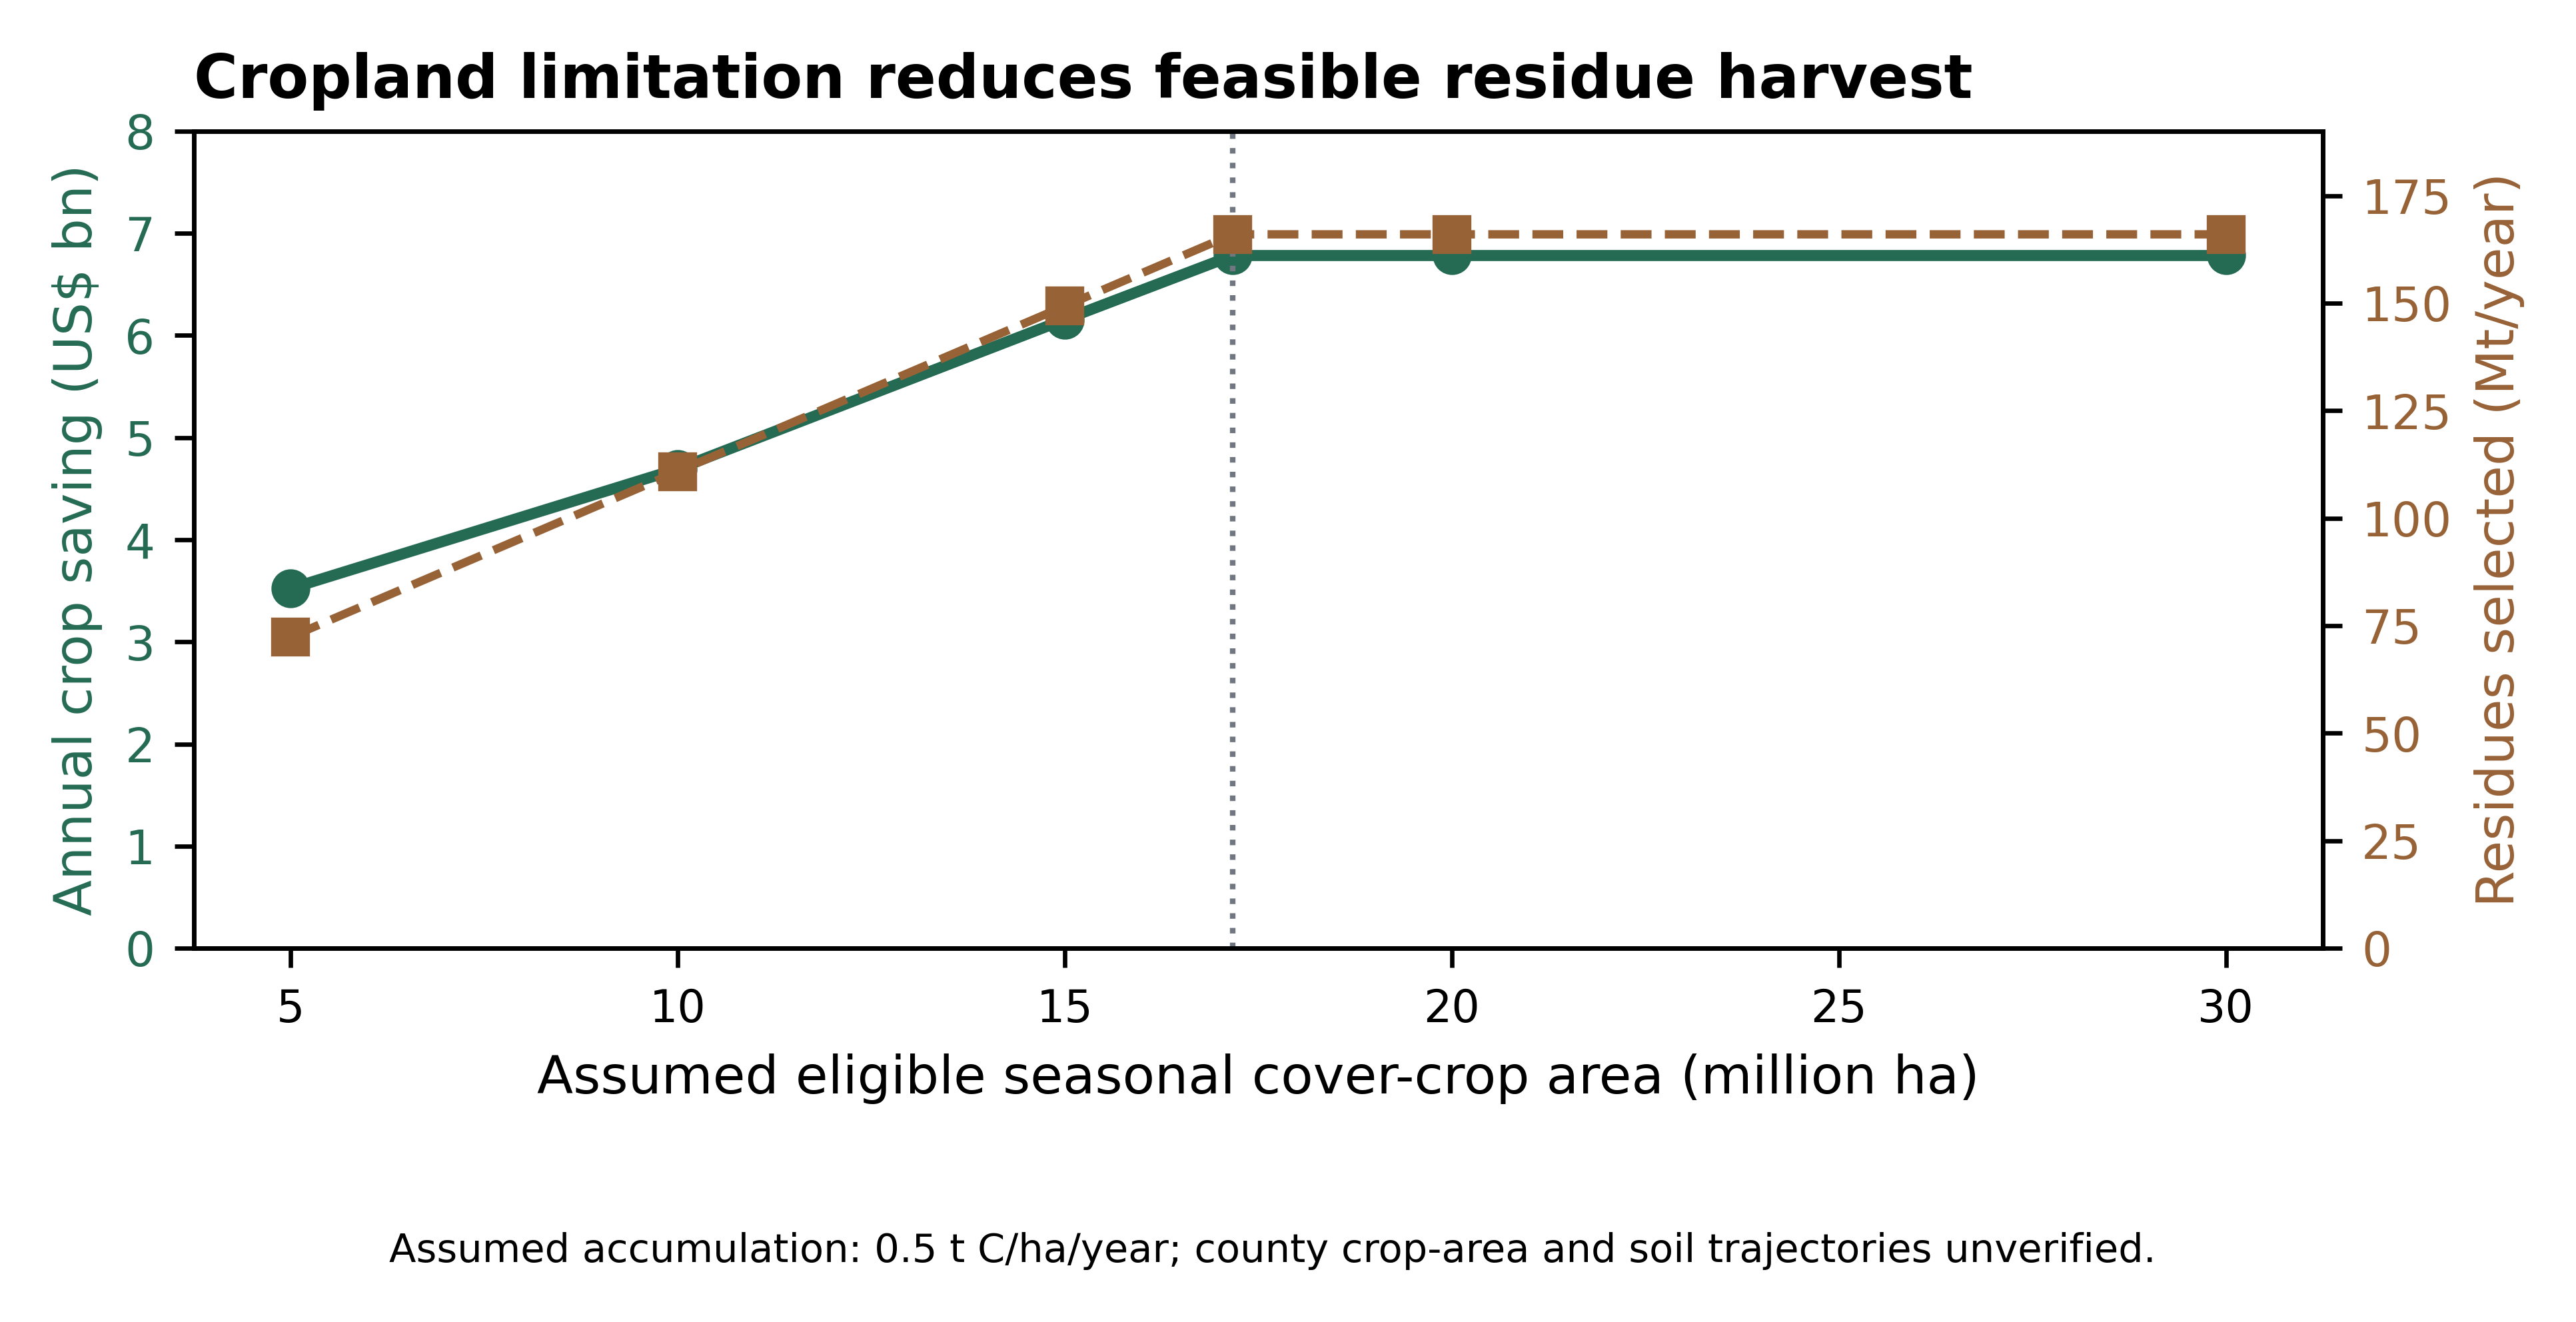 Cropland limitation reduces feasible residue harvest
Annual crop saving (US$ bn)
8
7
6
5
4
3
2
1
0
175
150
125
100
75
50
25
0
Residues selected (Mt/year)
5 10 15 20 25 30
Assumed eligible seasonal cover-crop area (million ha)
Assumed accumulation: 0.5 t C/ha/year; county crop-area and soil trajectories unverified.